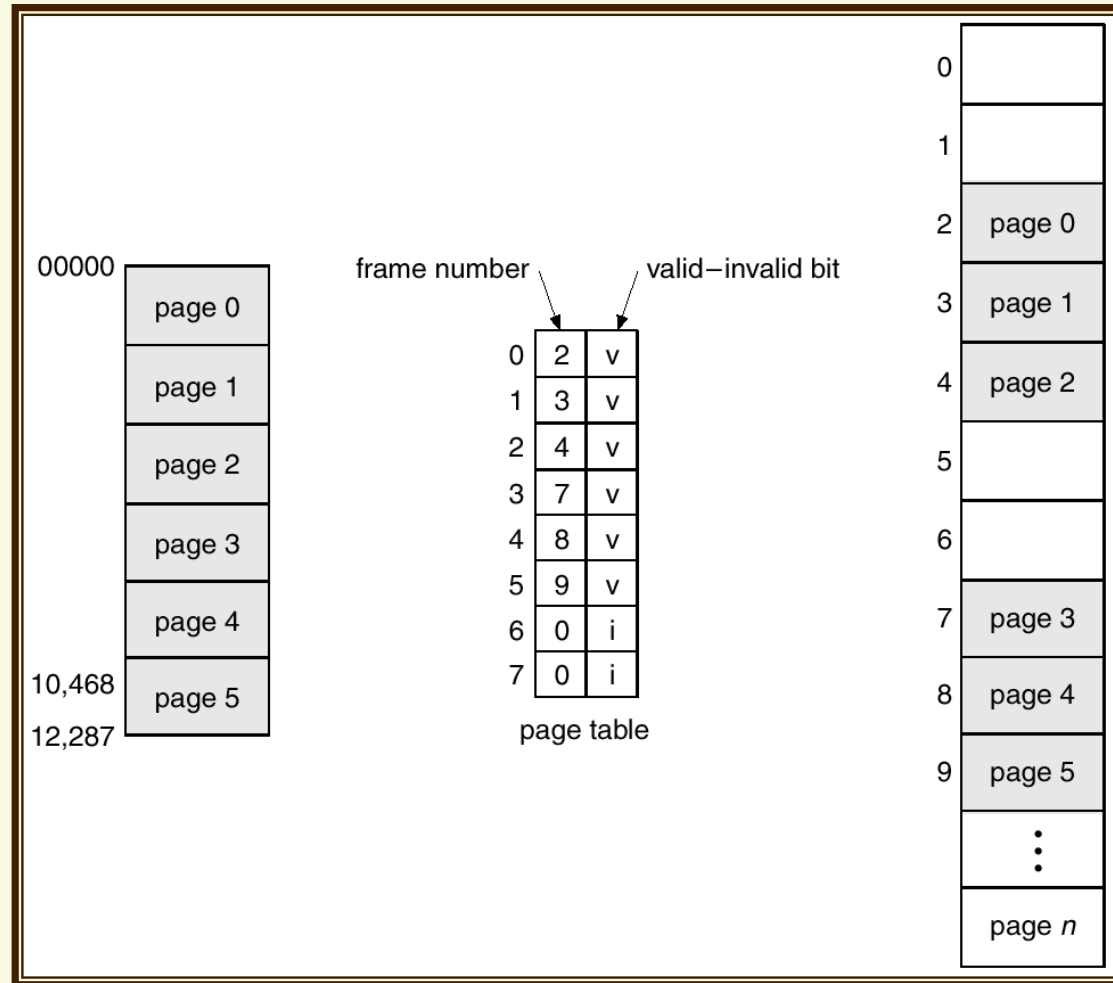 00000
page 0
page 1
page 2
page 3
page 4
10,468
page 5
12,287
frame number
valid–invalid bit
0 2 v
1 3 v
2 4 v
3 7 v
4 8 v
5 9 v
6 0 i
7 0 i
page table
0
1
2 page 0
3 page 1
4 page 2
5
6
7 page 3
8 page 4
9 page 5
page n